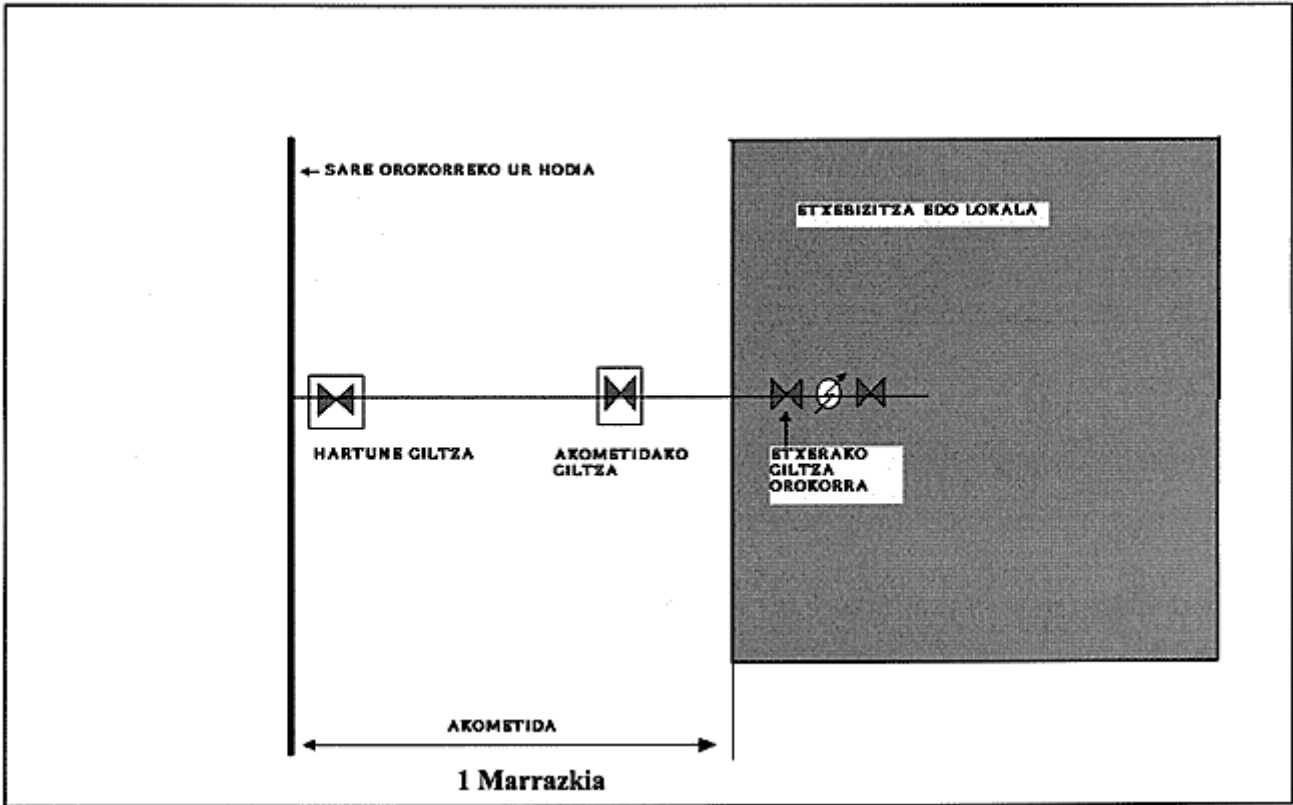 SARE OROKORREKO UR HODIA
ETXEBIZITZA EDO LOKALA
HARTUNE GILTZA
AKOMETIDAKO
GILTZA
ETXERAKO
GILTZA
OROKORRA
AKOMETIDA
1 Marrazkia